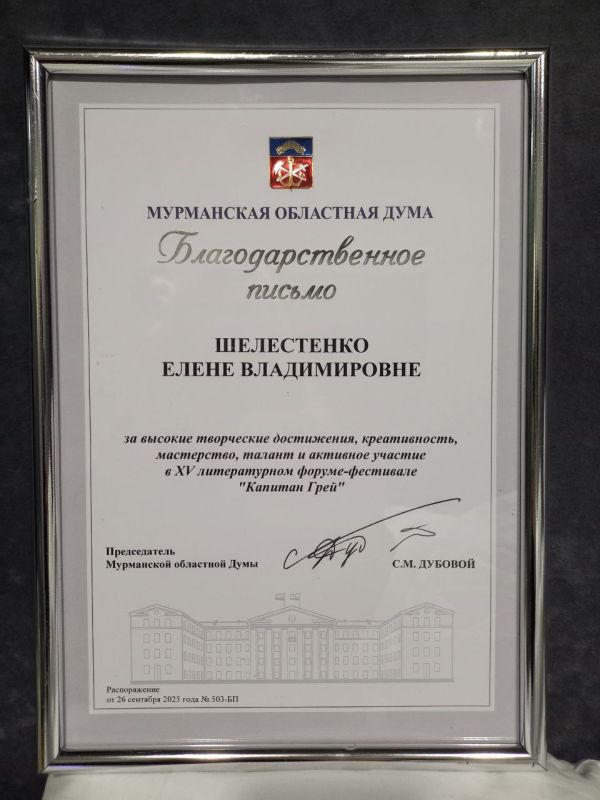 МУРМАНСКАЯ ОБЛАСТНАЯ ДУМА
Благодарственное
письмо
ШЕЛЕСТЕНКО
ЕЛЕНЕ ВЛАДИМИРОВНЕ
за высокие творческие достижения, креативность,
мастерство, талант и активное участие
в XV литературном форуме-фестивале
"Капитан Грей"
Председатель
Мурманской областной Думы
С.М. ДУБОВОЙ
Распоряжение
от 26 сентября 2025 года № 503-БП